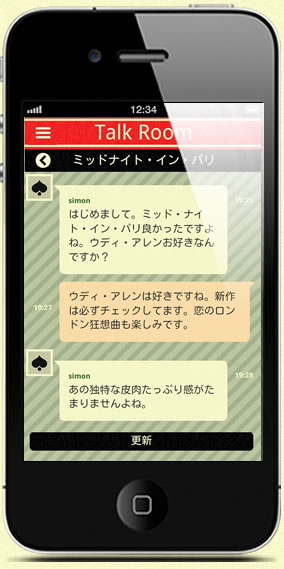 12:34
Talk Room
ミッドナイト・イン・パリ
simon
19:25
はじめまして。ミッド・ナイ
ト・イン・パリ良かったですよ
ね。ウディ・アレンお好きなん
ですか?
ウディ・アレンは好きですね。新作
は必ずチェックしてます。恋のロン
ドン狂想曲も楽しみです。
19:27
simon
19:28
あの独特な皮肉たっぷり感がた
まりませんよね。
更新